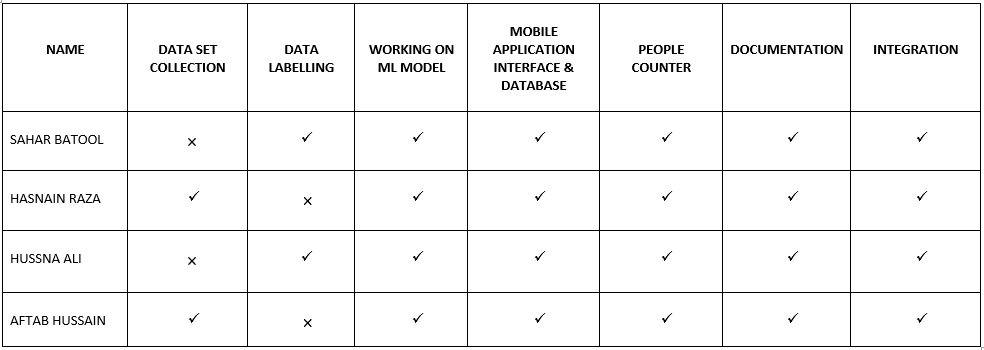 NAME
DATA SET
COLLECTION
DATA
LABELLING
WORKING ON
ML MODEL
MOBILE
APPLICATION
INTERFACE &
DATABASE
PEOPLE
COUNTER
DOCUMENTATION
INTEGRATION
SAHAR BATOOL × ✓ ✓ ✓ ✓ ✓ ✓
HASNAIN RAZA ✓ × ✓ ✓ ✓ ✓ ✓
HUSSNA ALI × ✓ ✓ ✓ ✓ ✓ ✓
AFTAB HUSSAIN ✓ × ✓ ✓ ✓ ✓ ✓